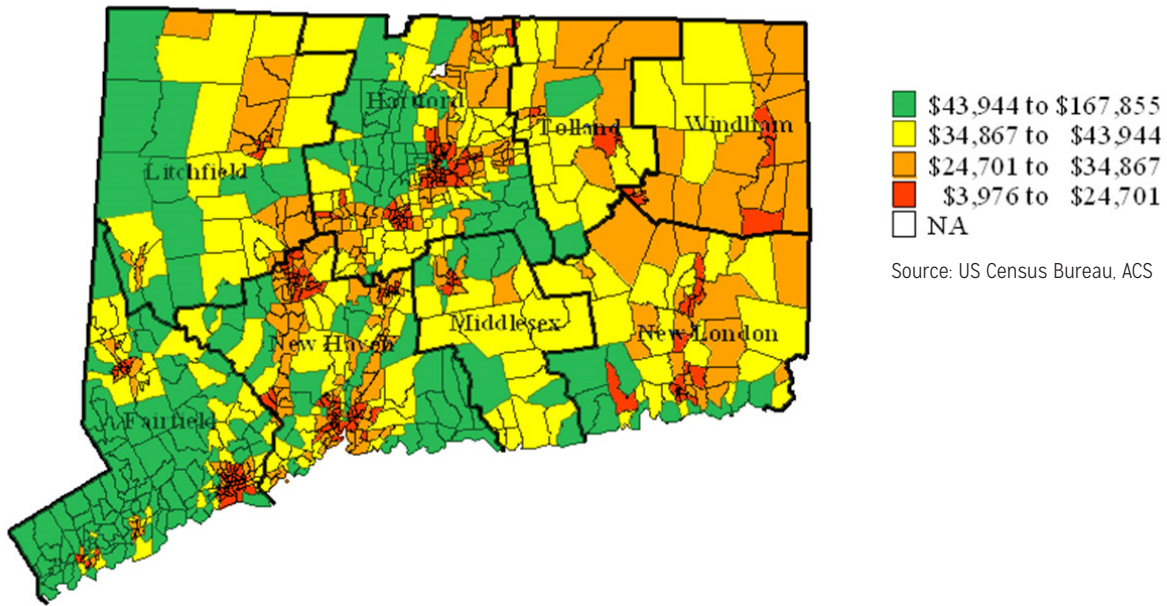 Hartford
Tolland
Windham
Litchfield
Middlesex
New London
New Haven
Fairfield
$43,944 to $167,855
$34,867 to $43,944
$24,701 to $34,867
$3,976 to $24,701
NA
Source: US Census Bureau, ACS